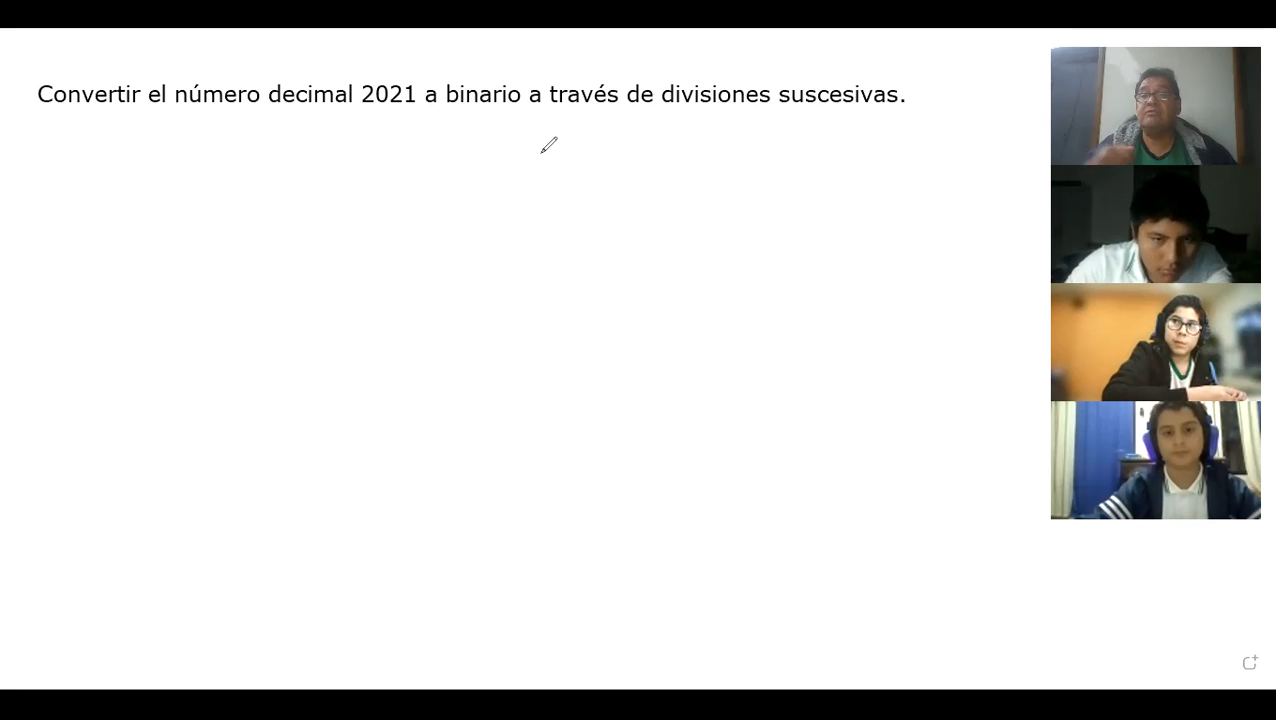 Convertir el número decimal 2021 a binario a través de divisiones suscesivas.